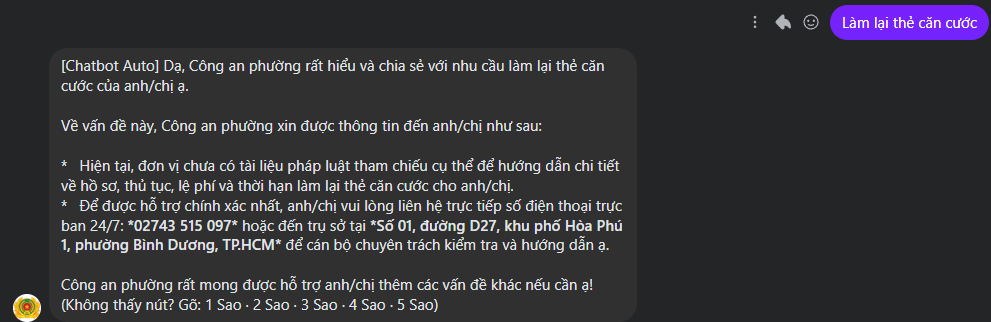 Làm lại thẻ căn cước
[Chatbot Auto] Dạ, Công an phường rất hiểu và chia sẻ với nhu cầu làm lại thẻ căn
cước của anh/chị ạ.
Về vấn đề này, Công an phường xin được thông tin đến anh/chị như sau:
* Hiện tại, đơn vị chưa có tài liệu pháp luật tham chiếu cụ thể để hướng dẫn chi tiết
về hồ sơ, thủ tục, lệ phí và thời hạn làm lại thẻ căn cước cho anh/chị.
* Để được hỗ trợ chính xác nhất, anh/chị vui lòng liên hệ trực tiếp số điện thoại trực
ban 24/7: *02743 515 097* hoặc đến trụ sở tại *Số 01, đường D27, khu phố Hòa Phú
1, phường Bình Dương, TP.HCM* để cán bộ chuyên trách kiểm tra và hướng dẫn ạ.
Công an phường rất mong được hỗ trợ anh/chị thêm các vấn đề khác nếu cần ạ!
(Không thấy nút? Gõ: 1 Sao · 2 Sao · 3 Sao · 4 Sao · 5 Sao)